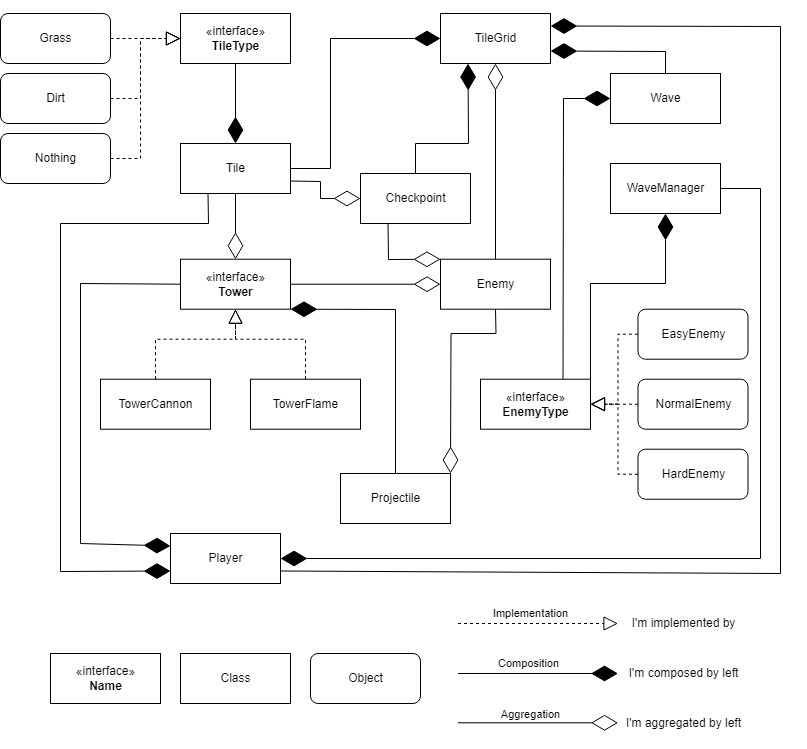 Grass
«interface»
TileType
TileGrid
Dirt
Wave
Nothing
Tile
WaveManager
Checkpoint
«interface»
Tower
Enemy
EasyEnemy
TowerCannon
TowerFlame
«interface»
EnemyType
NormalEnemy
HardEnemy
Projectile
Player
Implementation
I'm implemented by
«interface»
Name
Class
Object
Composition
I'm composed by left
Aggregation
I'm aggregated by left